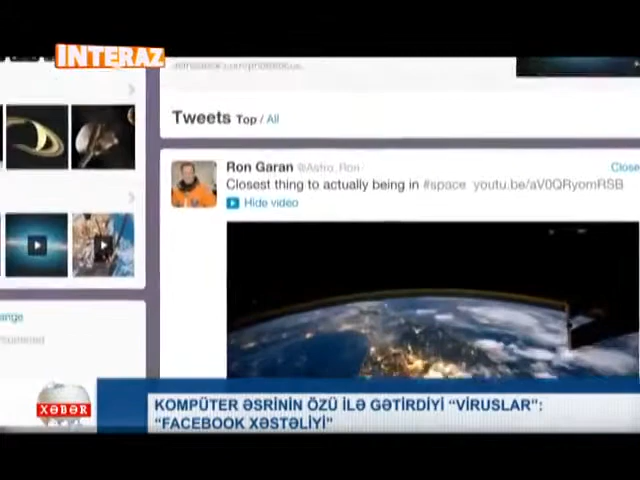 INTERAZ
Tweets Top / All
Ron Garan @Astro_Ron
Close
Closest thing to actually being in #space youtu.be/aV0QRyomRSB
Hide video
XƏBƏR
KOMPÜTER ƏSRİNİN ÖZÜ İLƏ GƏTİRDİYİ “VİRUSLAR”:
“FACEBOOK XƏSTƏLİYİ”